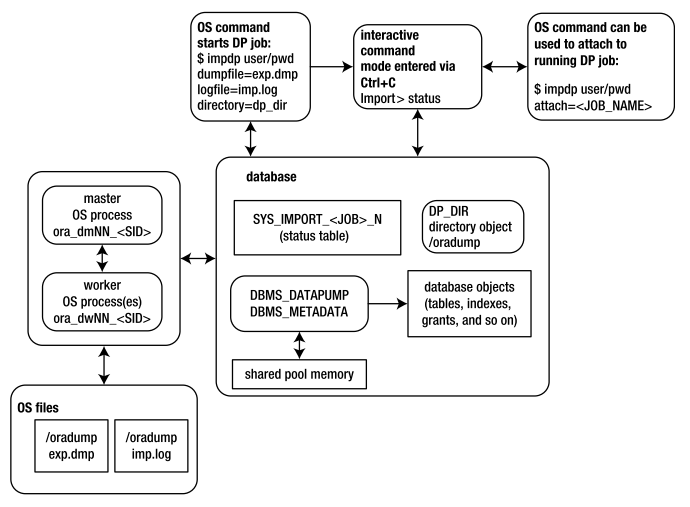 OS command
starts DP job:
$ impdp user/pwd
dumpfile=exp.dmp
logfile=imp.log
directory=dp_dir
interactive
command
mode entered via
Ctrl+C
Import> status
OS command can be
used to attach to
running DP job:
$ impdp user/pwd
attach=<JOB_NAME>
master
OS process
ora_dmNN_<SID>
worker
OS process(es)
ora_dwNN_<SID>
database
SYS_IMPORT_<JOB>_N
(status table)
DP_DIR
directory object
/oradump
DBMS_DATAPUMP
DBMS_METADATA
database objects
(tables, indexes,
grants, and so on)
shared pool memory
OS files
/oradump
exp.dmp
/oradump
imp.log